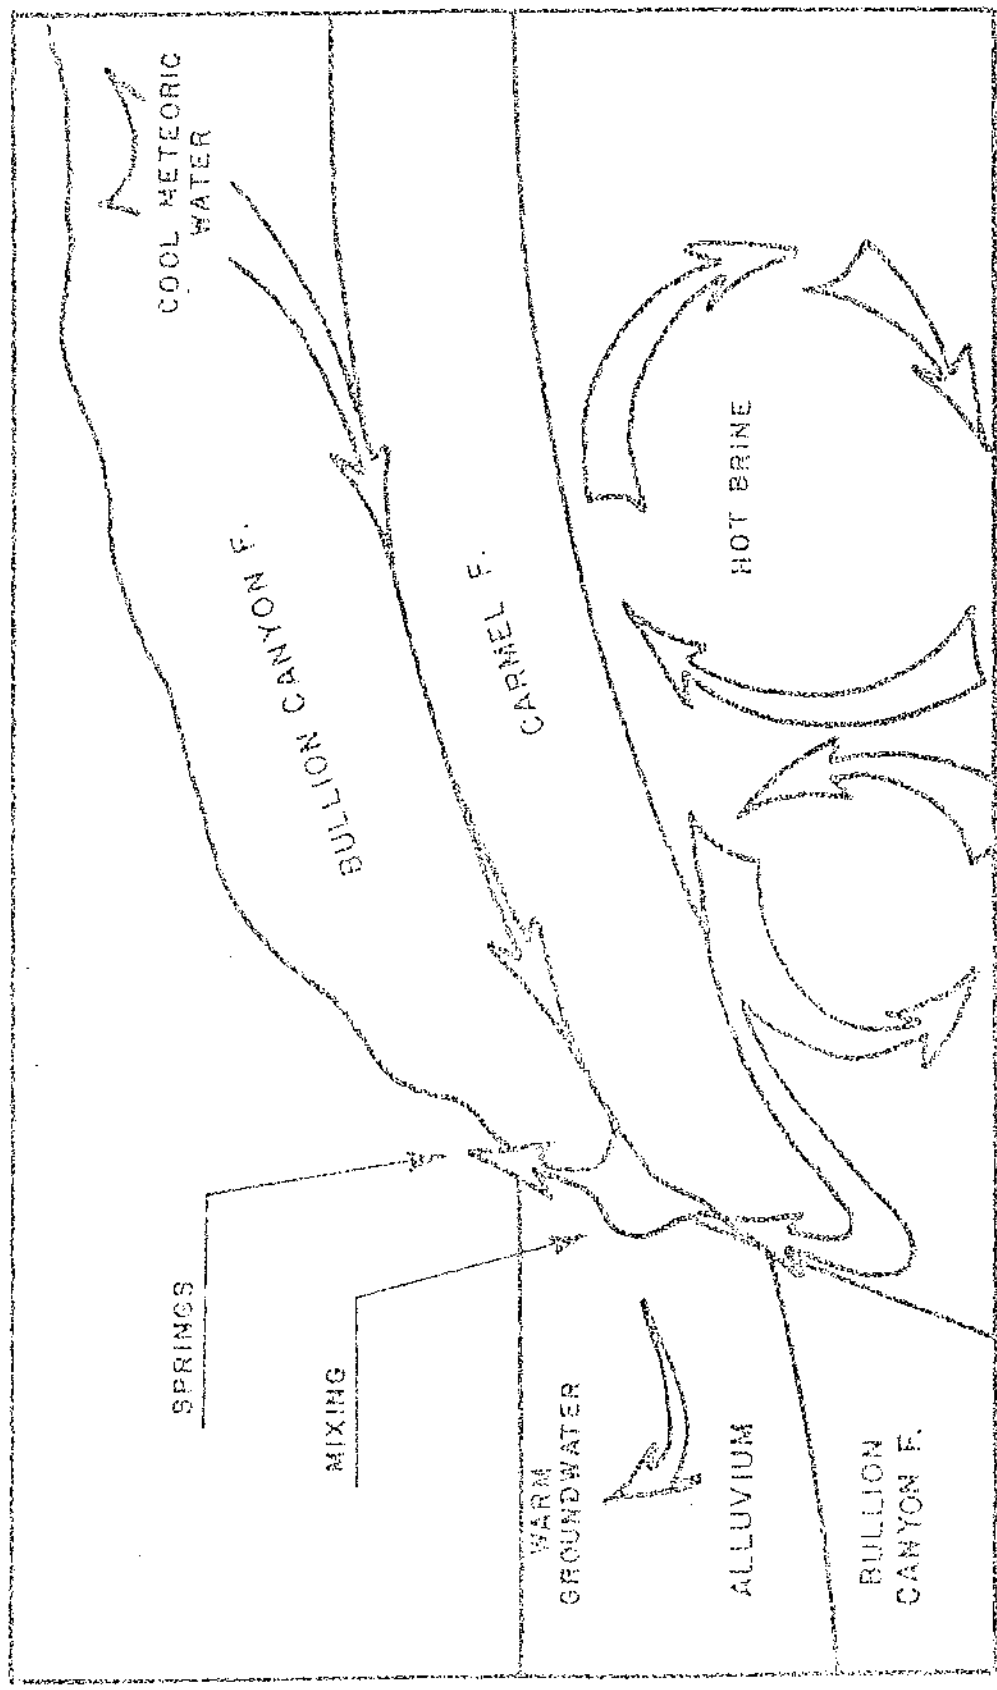 SPRINGS
MIXING
WARM
GROUNDWATER
ALLUVIUM
BULLION
CANYON F.
BULLION CANYON F.
CARMEL F.
HOT BRINE
COOL METEORIC
WATER